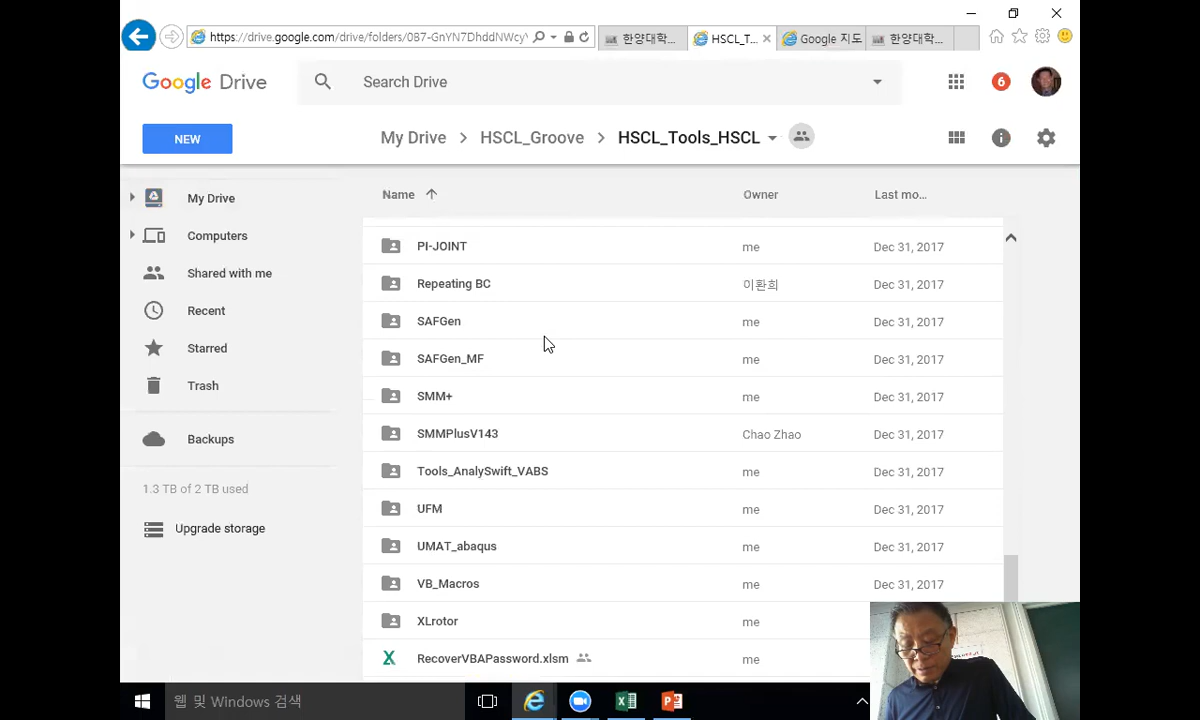 https://drive.google.com/drive/folders/0B7-GnYN7DhddNWcy
한양대학...
HSCL_T...
Google 지도
한양대학...
Google Drive
Search Drive
6
NEW
My Drive > HSCL_Groove > HSCL_Tools_HSCL
My Drive
Computers
Shared with me
Recent
Starred
Trash
Backups
1.3 TB of 2 TB used
Upgrade storage
Name Owner Last mo...
PI-JOINT me Dec 31, 2017
Repeating BC 이환희 Dec 31, 2017
SAFGen me Dec 31, 2017
SAFGen_MF me Dec 31, 2017
SMM+ me Dec 31, 2017
SMMPlusV143 Chao Zhao Dec 31, 2017
Tools_AnalySwift_VABS me Dec 31, 2017
UFM me Dec 31, 2017
UMAT_abaqus me Dec 31, 2017
VB_Macros me Dec 31, 2017
XLrotor me
RecoverVBAPassword.xlsm me
웹 및 Windows 검색